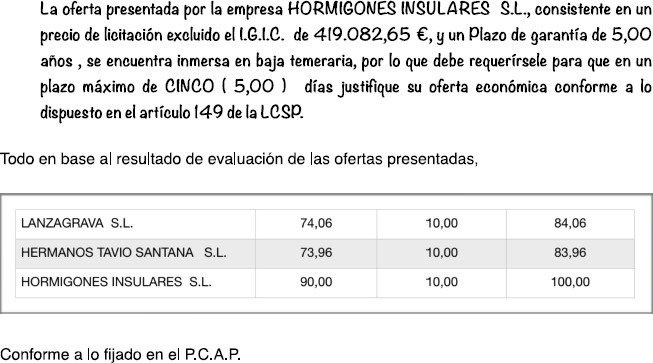 La oferta presentada por la empresa HORMIGONES INSULARES S.L., consistente en un
precio de licitación excluido el I.G.I.C. de 419.082,65 €, y un Plazo de garantía de 5,00
años , se encuentra inmersa en baja temeraria, por lo que debe requerírsele para que en un
plazo máximo de CINCO ( 5,00 ) días justifique su oferta económica conforme a lo
dispuesto en el artículo 149 de la LCSP.
Todo en base al resultado de evaluación de las ofertas presentadas,
LANZAGRAVA S.L. 74,06 10,00 84,06
HERMANOS TAVIO SANTANA S.L. 73,96 10,00 83,96
HORMIGONES INSULARES S.L. 90,00 10,00 100,00
Conforme a lo fijado en el P.C.A.P.